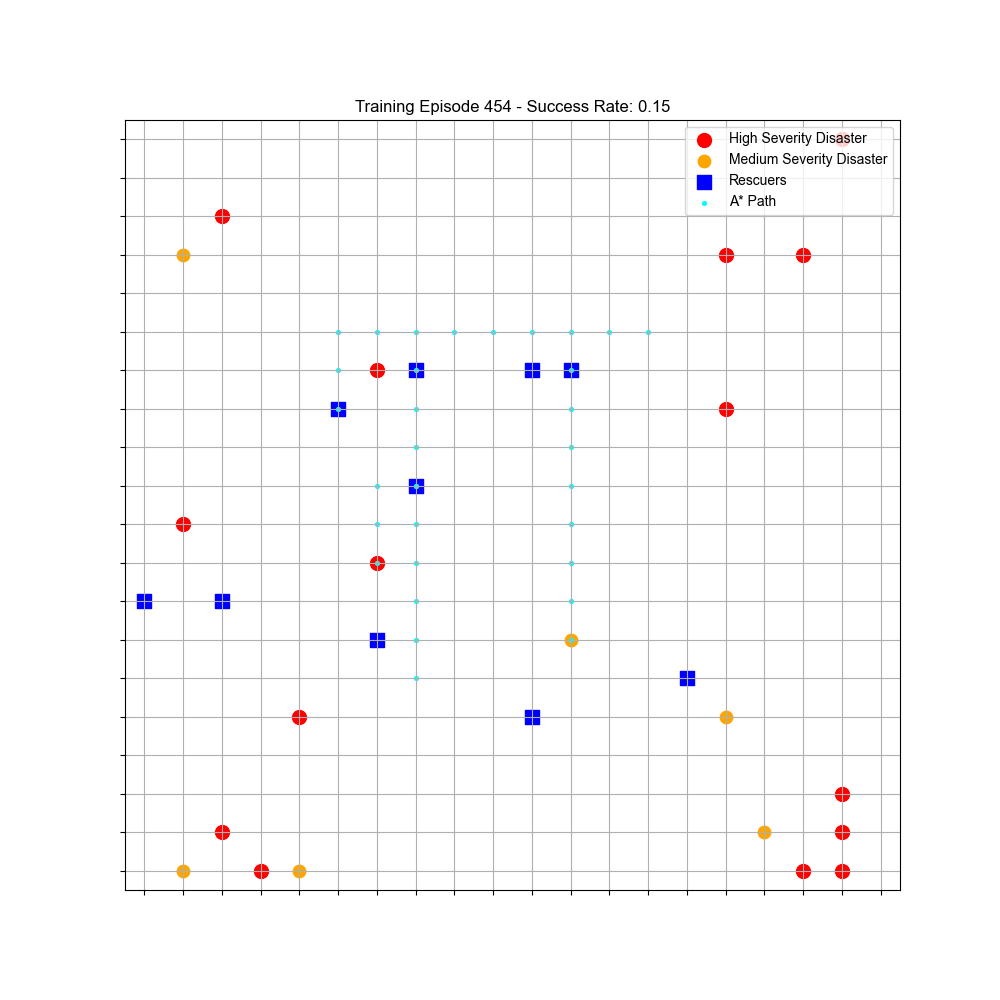 Training Episode 454 - Success Rate: 0.15
High Severity Disaster
Medium Severity Disaster
Rescuers
A* Path